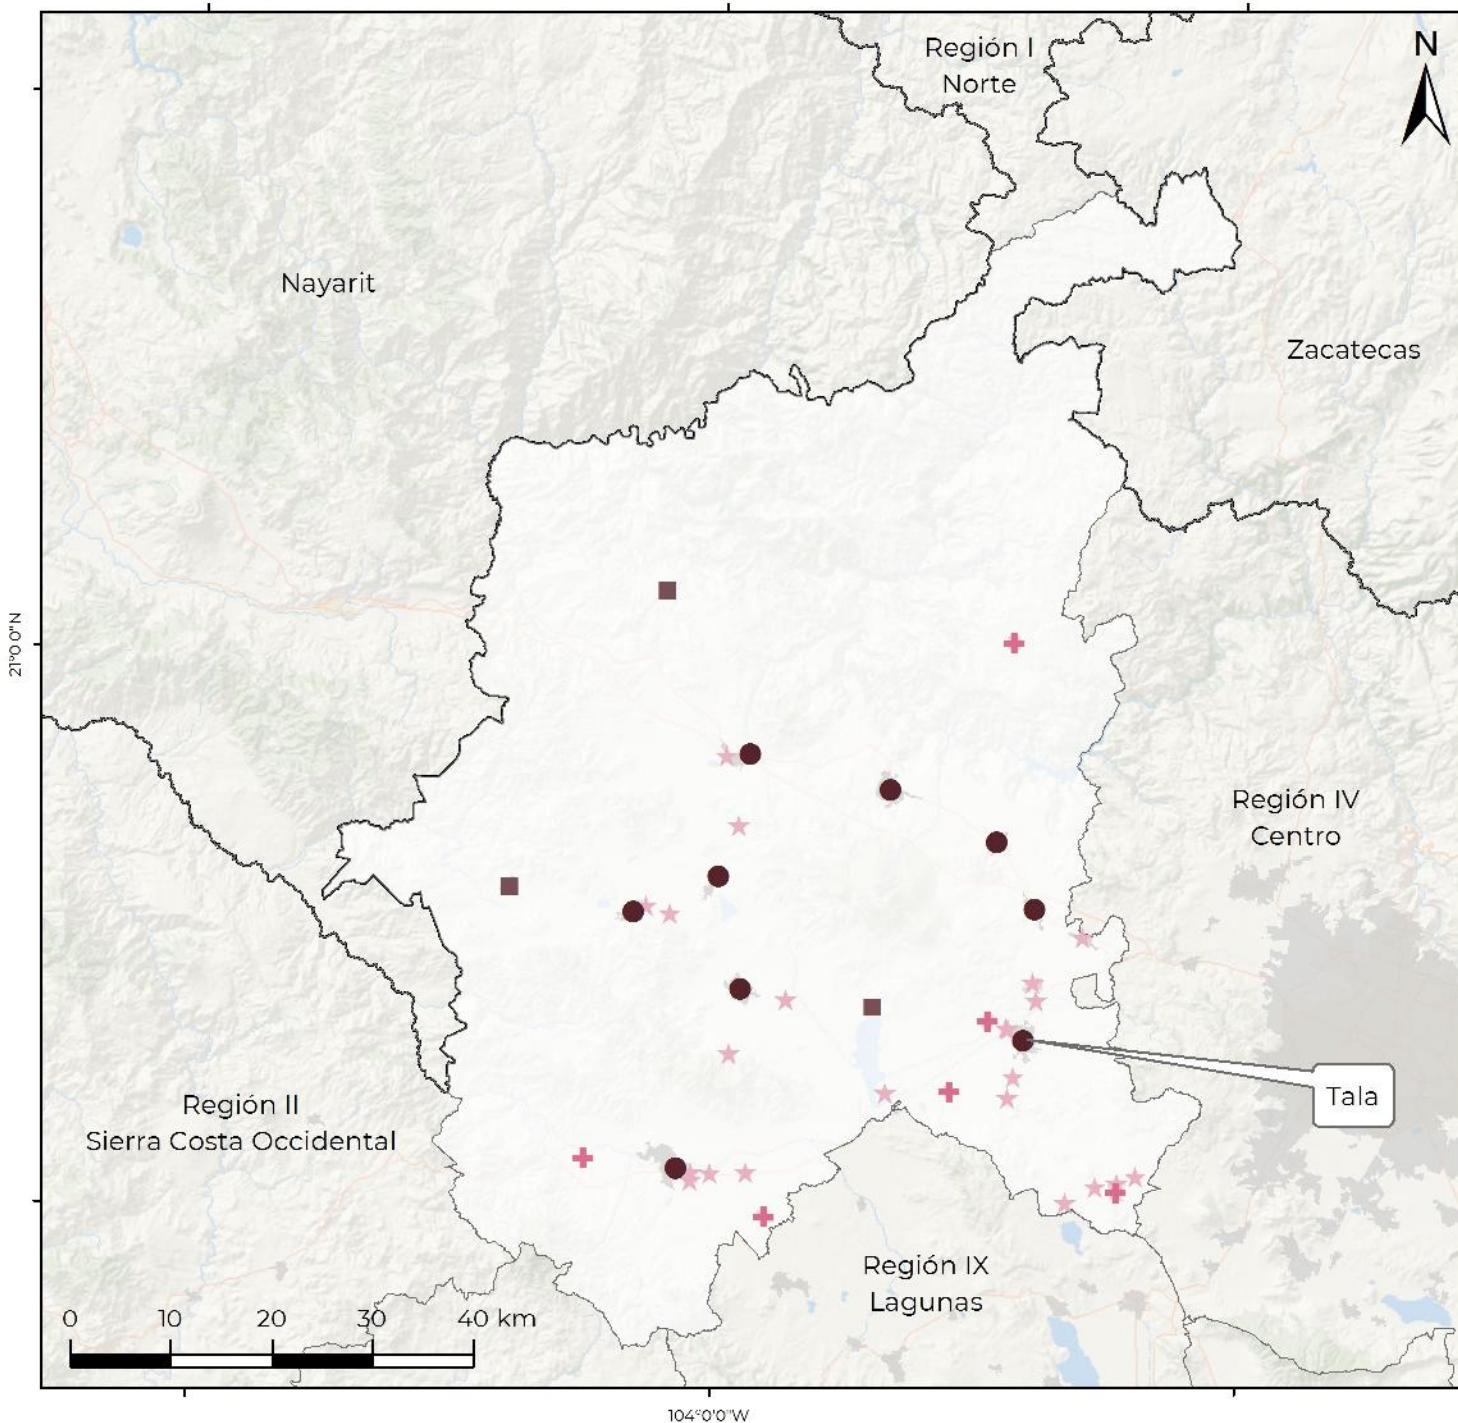 Región I
Norte
N
Nayarit
Zacatecas
21°0'0"N
Región IV
Centro
Región II
Sierra Costa Occidental
Tala
Región IX
Lagunas
0 10 20 30 40 km
104°0'0"W